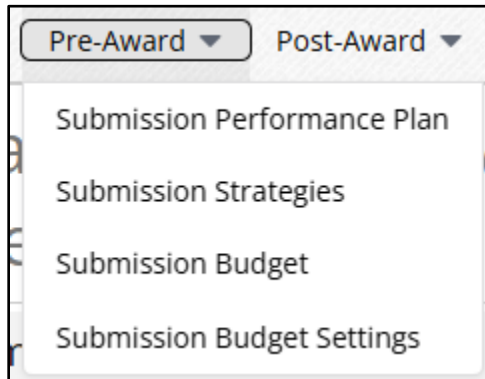 Pre-Award Post-Award
Submission Performance Plan
Submission Strategies
Submission Budget
Submission Budget Settings